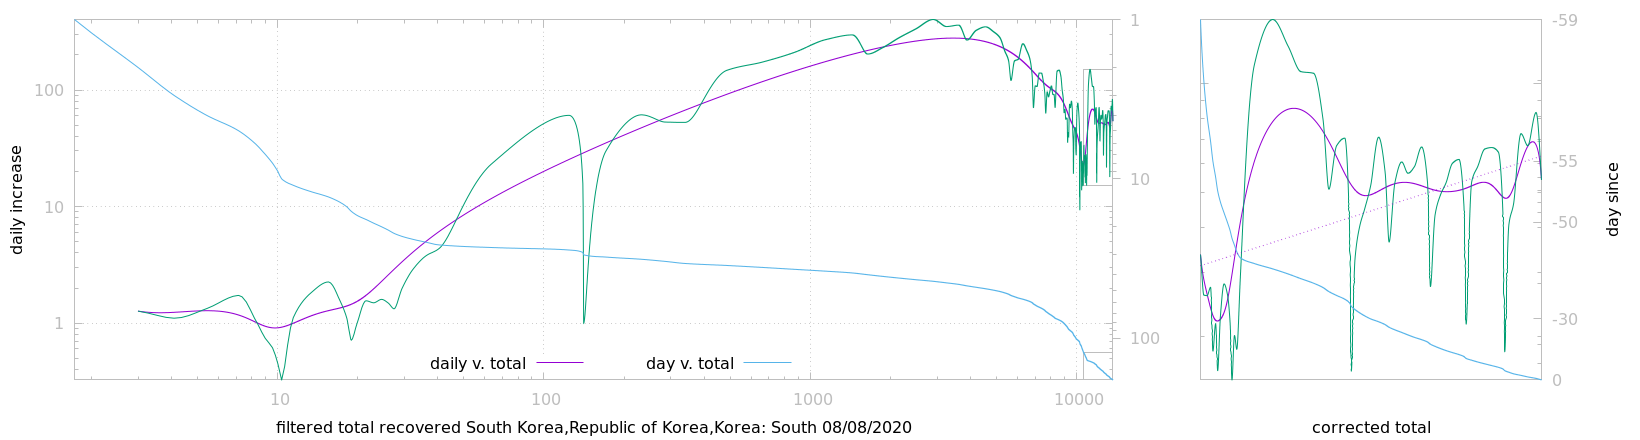 daily increase
100
10
1
daily v. total
day v. total
10
100
1000
10000
1
10
100
filtered total recovered South Korea,Republic of Korea,Korea: South 08/08/2020
-59
-55
-50
-30
0
day since
corrected total